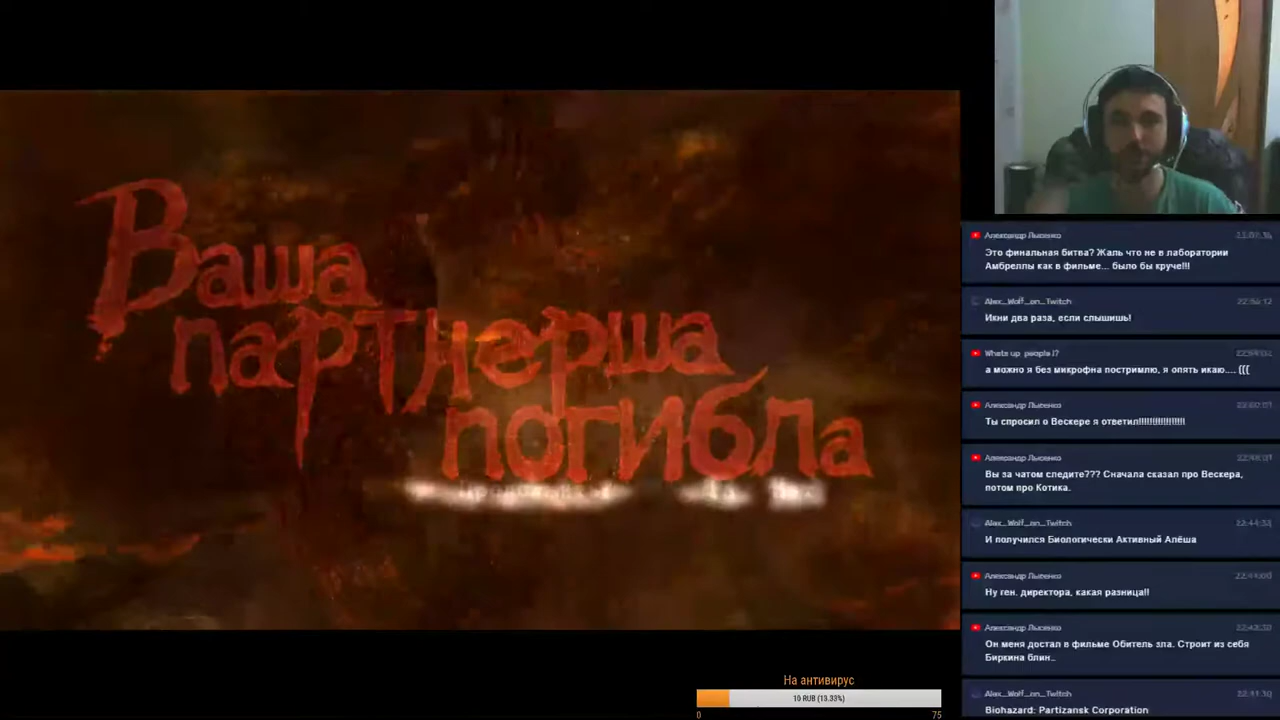 Ваша
партнерша
погибла
Александр Лысенко
Это финальная битва? Жаль что не в лаборатории
Амбреллы как в фильме... было бы круче!!!
Alex_Wolf_on_Twitch
Икни два раза, если слышишь!
Whats up people !?
а можно я без микрофна постримлю, я опять икаю.... (((
Александр Лысенко
Ты спросил о Вескере я ответил!!!!!!!!!!!!!!!!!
Александр Лысенко
Вы за чатом следите??? Сначала сказал про Вескера,
потом про Котика.
Alex_Wolf_on_Twitch
И получился Биологически Активный Алёша
Александр Лысенко
Ну ген. директора, какая разница!!
Александр Лысенко
Он меня достал в фильме Обитель зла. Строит из себя
Биркина блин..
Alex_Wolf_on_Twitch
Biohazard: Partizansk Corporation
На антивирус
10 RUB (13.33%)
0 75